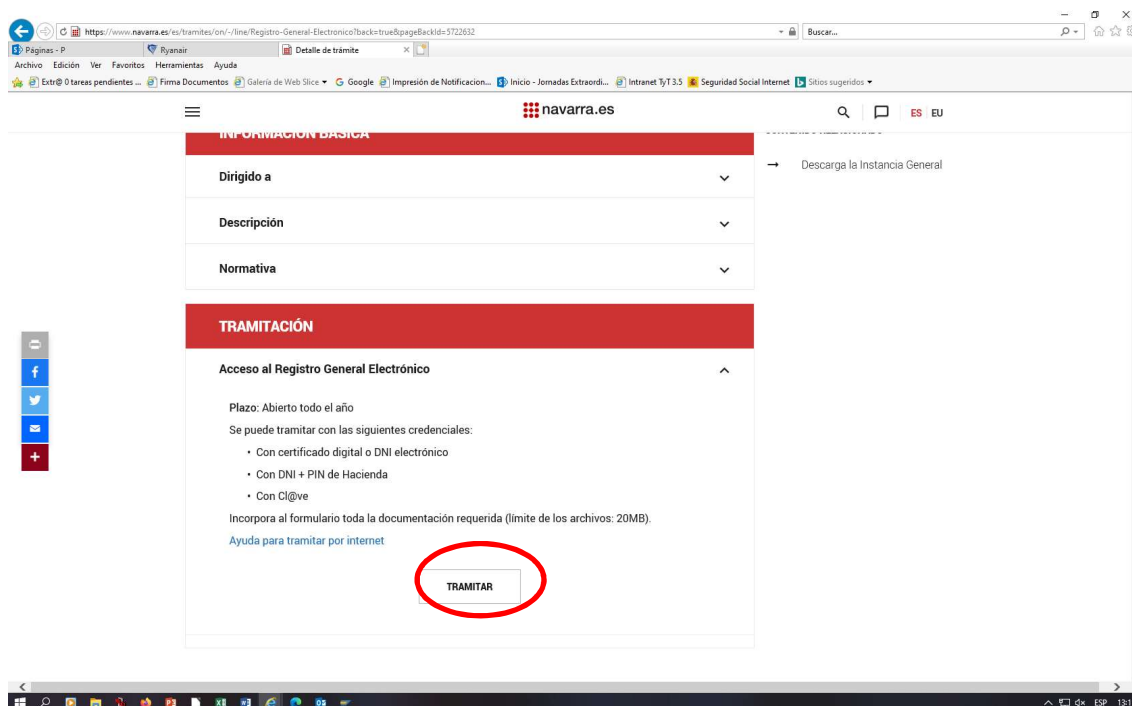 https://www.navarra.es/es/tramites/on/-/line/Registro-General-Electronico?back=true&pageBackId=5722632
Buscar...
Páginas - P
Ryanair
Detalle de trámite
Archivo Edición Ver Favoritos Herramientas Ayuda
Extr@ 0 tareas pendientes ...
Firma Documentos
Galería de Web Slice
G Google
Impresión de Notificacion...
Inicio - Jornadas Extraordi...
Intranet TyT 3.5
Seguridad Social Internet
Sitios sugeridos
navarra.es
ES EU
INFORMACIÓN BÁSICA
CONTENIDO RELACIONADO
Dirigido a
Descarga la Instancia General
Descripción
Normativa
TRAMITACIÓN
Acceso al Registro General Electrónico
Plazo: Abierto todo el año
Se puede tramitar con las siguientes credenciales:
• Con certificado digital o DNI electrónico
• Con DNI + PIN de Hacienda
• Con Cl@ve
Incorpora al formulario toda la documentación requerida (límite de los archivos: 20MB).
Ayuda para tramitar por internet
TRAMITAR
ESP